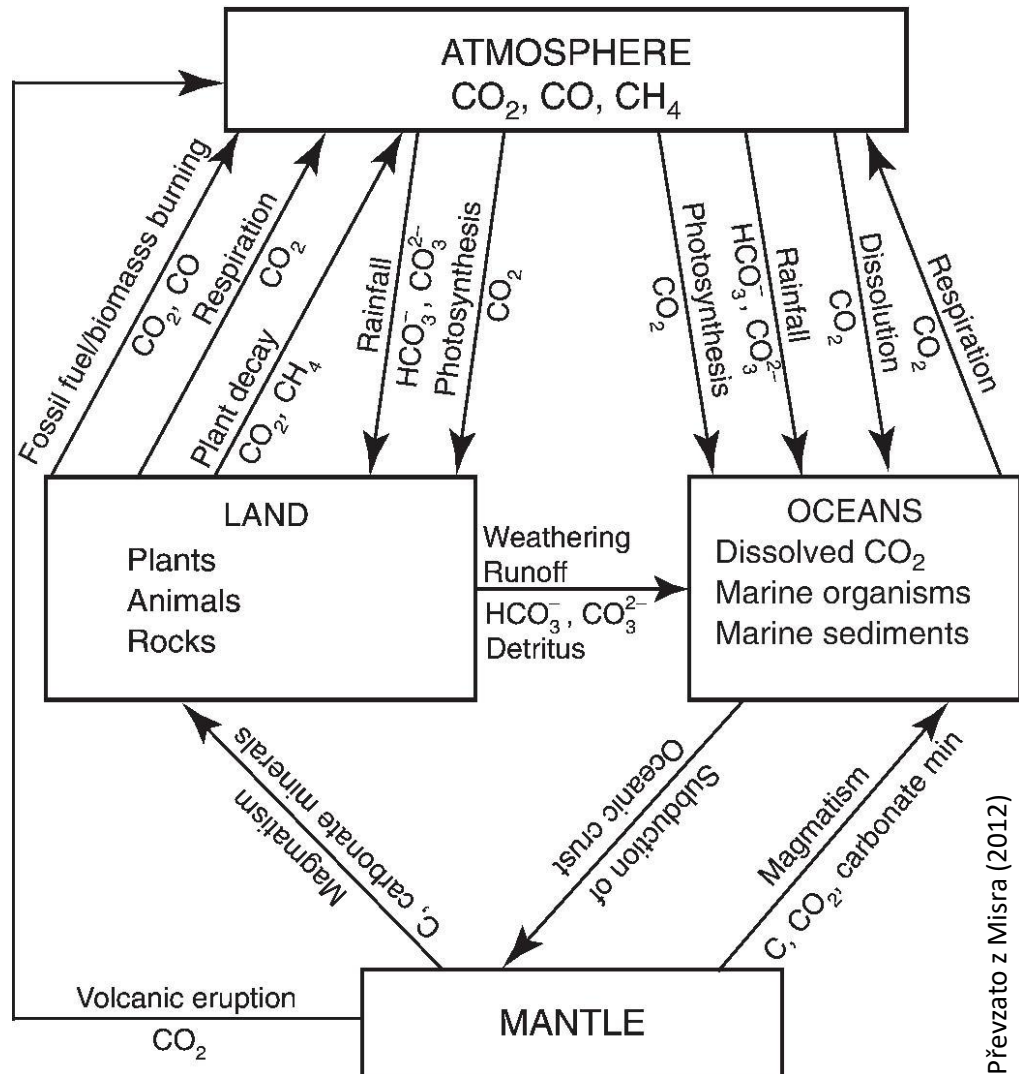 ATMOSPHERE
CO₂, CO, CH₄
Fossil fuel/biomasss burning
CO₂, CO
Respiration
CO₂
Plant decay
CO₂, CH₄
Rainfall
HCO₃⁻, CO₃²⁻
Photosynthesis
CO₂
Photosynthesis
CO₂
Rainfall
HCO₃⁻, CO₃²⁻
Dissolution
CO₂
Respiration
CO₂
LAND
Plants
Animals
Rocks
Weathering
Runoff
HCO₃⁻, CO₃²⁻
Detritus
OCEANS
Dissolved CO₂
Marine organisms
Marine sediments
Magmatism
C, carbonate minerals
Subduction of
Oceanic crust
Magmatism
C, CO₂, carbonate min
Volcanic eruption
CO₂
MANTLE
Převzato z Misra (2012)